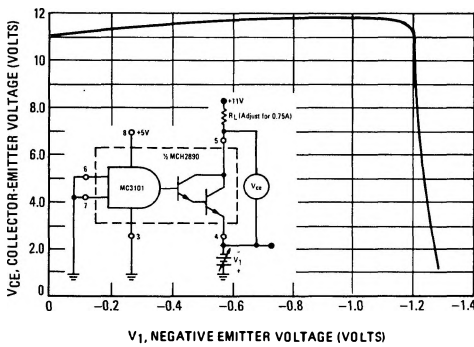 VCE, COLLECTOR-EMITTER VOLTAGE (VOLTS)
12
10
8.0
6.0
4.0
2.0
0
0
-0.2
-0.4
-0.6
-0.8
-1.0
-1.2
-1.4
V1, NEGATIVE EMITTER VOLTAGE (VOLTS)
+11V
RL (Adjust for 0.75A)
8
+5V
5
½ MCH2890
6
MC3101
7
Vce
3
4
-
V1
+